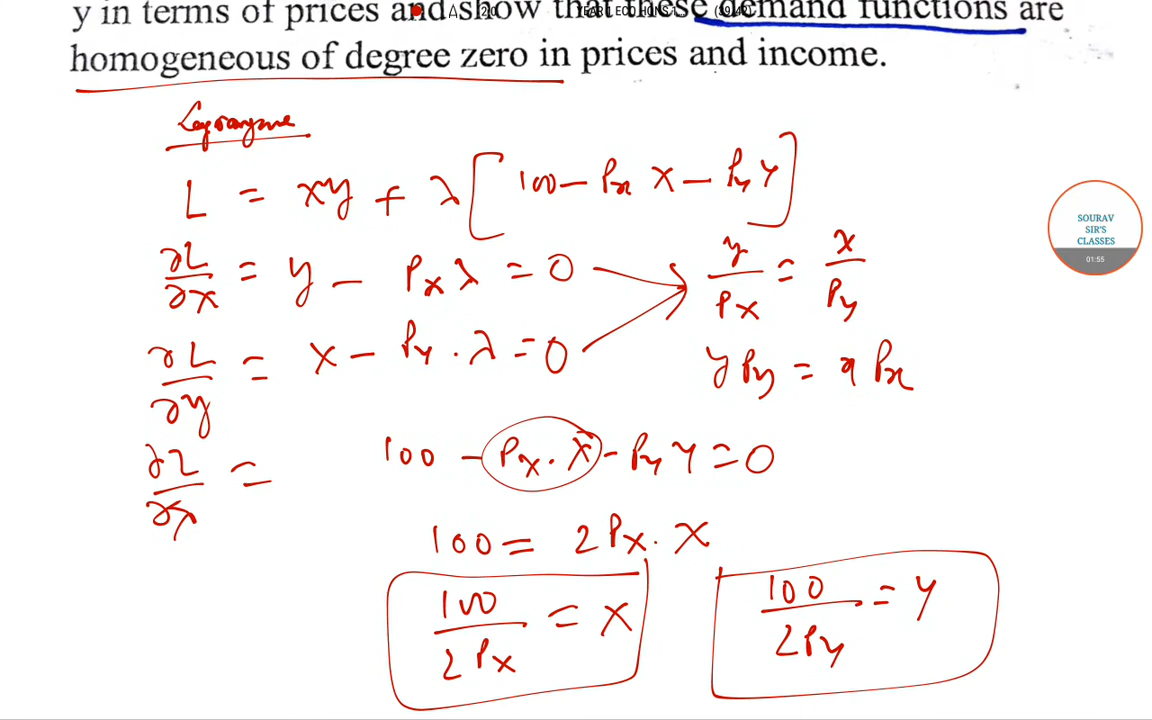 y in terms of prices and show that these demand functions are
homogeneous of degree zero in prices and income.
Lagrange
L = xy + λ[100 - Px X - Py Y]
∂L/∂x = y - Px λ = 0
y/Px = x/Py
∂L/∂y = x - Py . λ = 0
y Py = x Px
∂L/∂λ = 100 - Px . X - Py Y = 0
100 = 2Px . X
100/2Px = X
100/2Py = Y
SOURAV
SIR'S
CLASSES
01:55